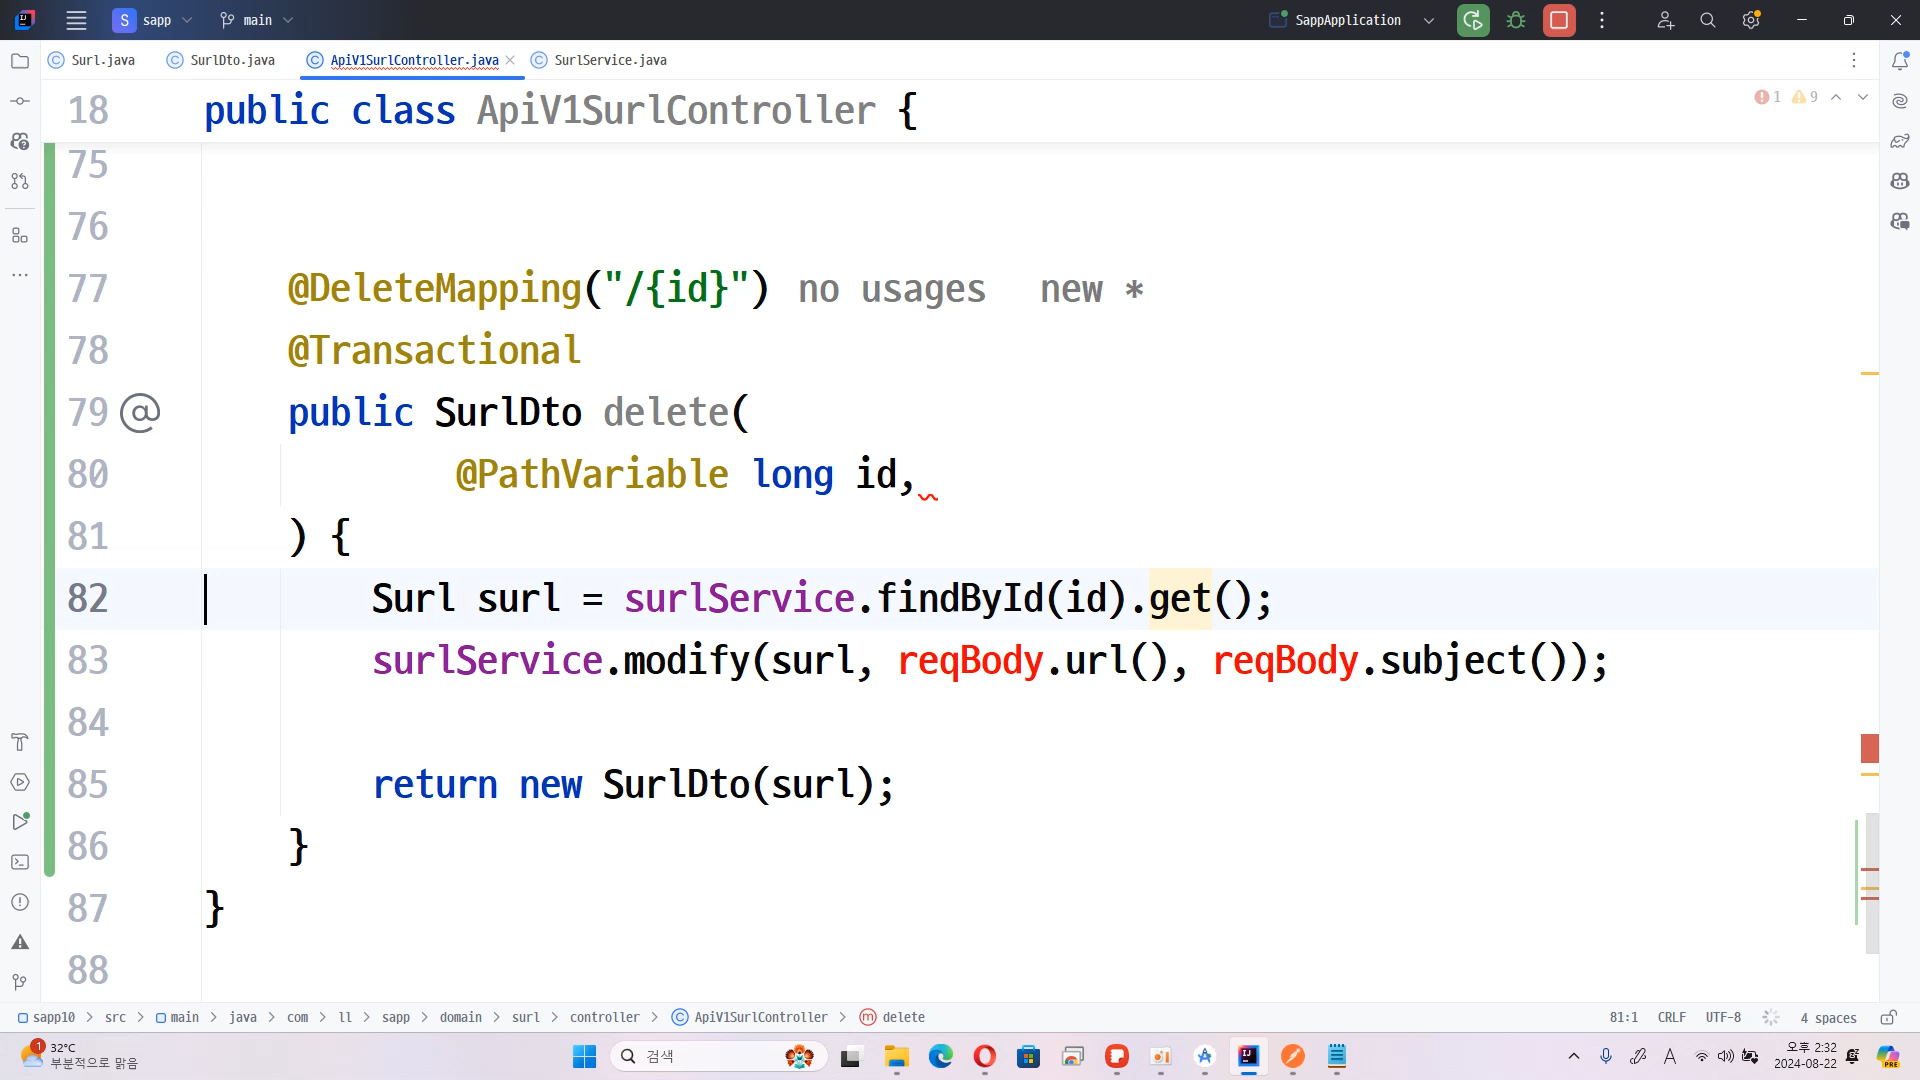 S sapp main SappApplication
Surl.java SurlDto.java ApiV1SurlController.java SurlService.java
18 public class ApiV1SurlController { 1 9
75
76
77 @DeleteMapping("/{id}") no usages new *
78 @Transactional
79 @ public SurlDto delete(
80 @PathVariable long id,
81 ) {
82 Surl surl = surlService.findById(id).get();
83 surlService.modify(surl, reqBody.url(), reqBody.subject());
84
85 return new SurlDto(surl);
86 }
87 }
88
sapp10 > src > main > java > com > ll > sapp > domain > surl > controller > ApiV1SurlController > delete 81:1 CRLF UTF-8 4 spaces
1 32°C
부분적으로 맑음
검색
A
오후 2:32
2024-08-22
PRE